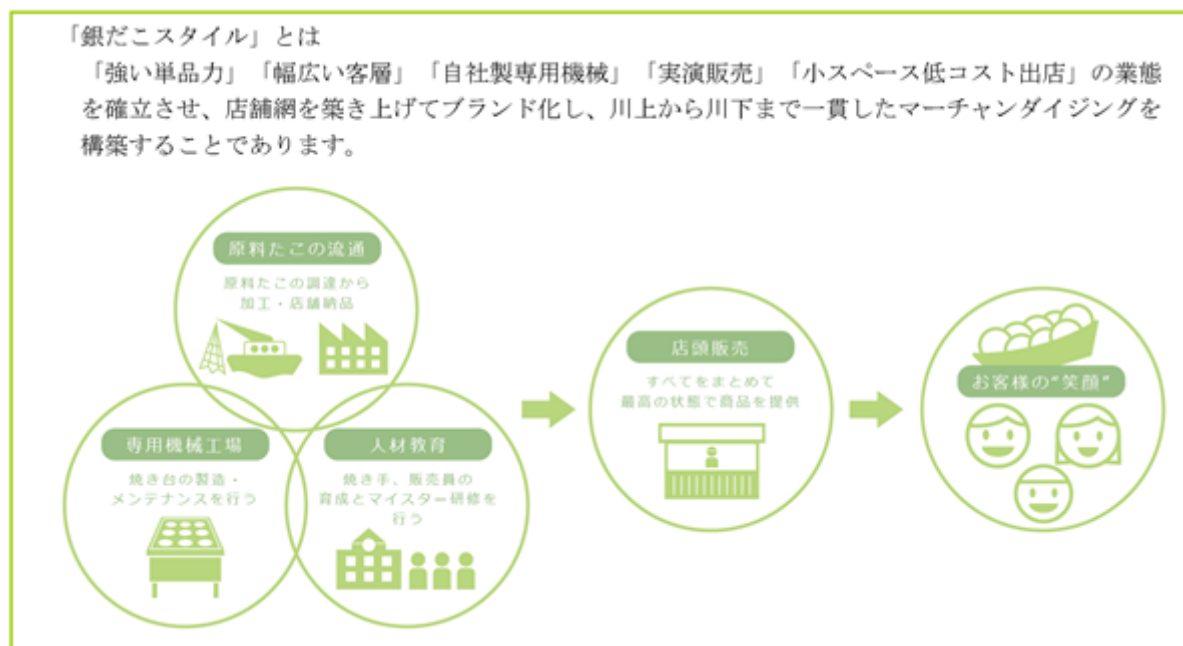 「銀だこスタイル」とは
「強い単品力」「幅広い客層」「自社製専用機械」「実演販売」「小スペース低コスト出店」の業態
を確立させ、店舗網を築き上げてブランド化し、川上から川下まで一貫したマーチャンダイジングを
構築することであります。
原料たこの流通
原料たこの調達から
加工・店舗納品
専用機械工場
焼き台の製造・
メンテナンスを行う
人材教育
焼き手、販売員の
育成とマイスター研修を
行う
店頭販売
すべてをまとめて
最高の状態で商品を提供
お客様の“笑顔”